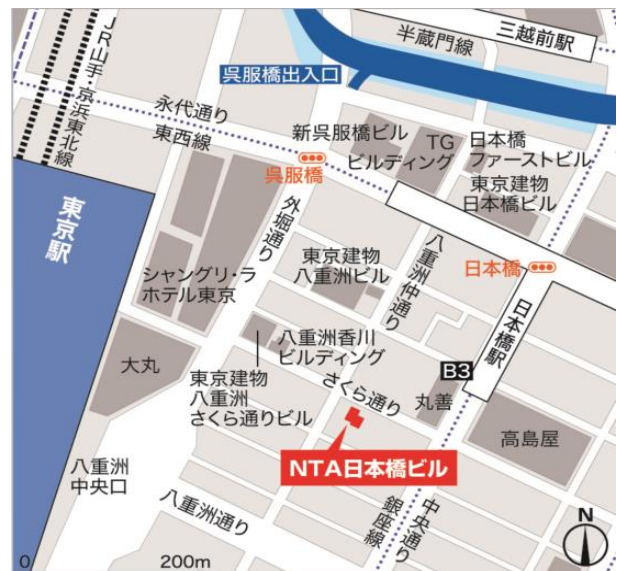 JR山手・京浜東北線
半蔵門線
三越前駅
呉服橋出入口
永代通り
東西線
新呉服橋ビル
TG
ビルディング
日本橋
ファーストビル
呉服橋
東京建物
日本橋ビル
東京駅
外堀通り
シャングリ・ラ
ホテル東京
東京建物
八重洲ビル
八重洲仲通り
日本橋
日本橋駅
大丸
八重洲香川
ビルディング
東京建物
八重洲
さくら通りビル
さくら通り
B3
丸善
高島屋
NTA日本橋ビル
八重洲
中央口
八重洲通り
中央通り
銀座線
N
0
200m